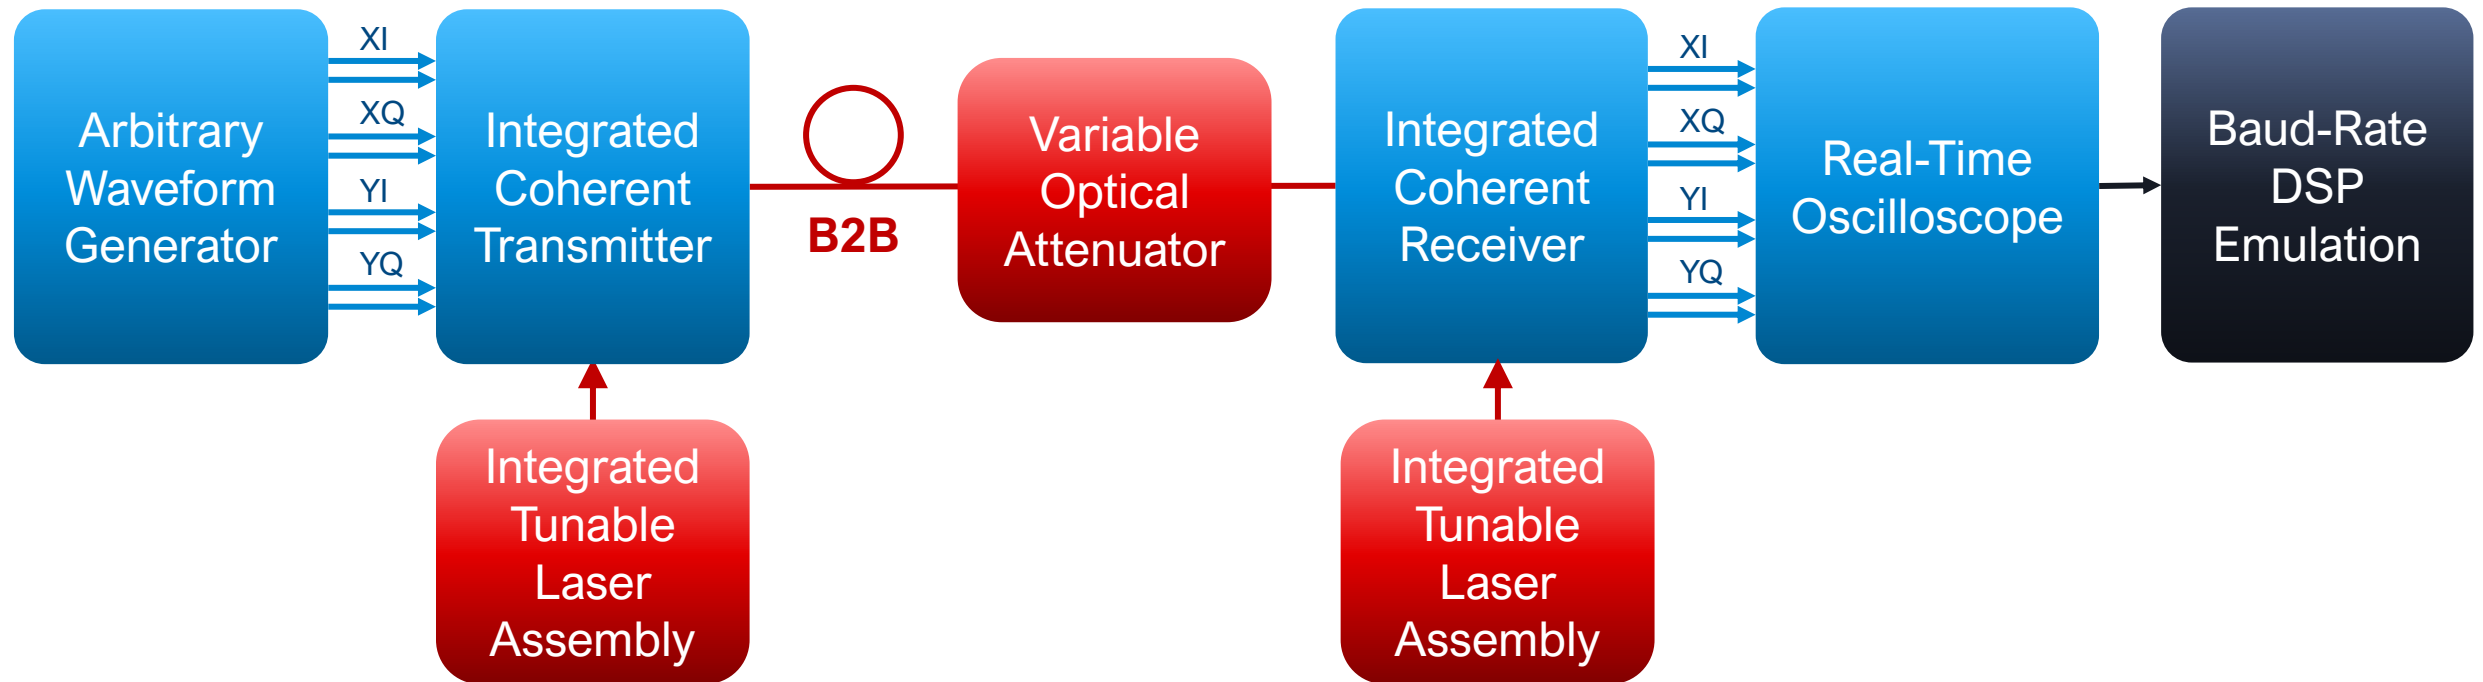 Arbitrary
Waveform
Generator
XI
XQ
YI
YQ
Integrated
Coherent
Transmitter
B2B
Variable
Optical
Attenuator
Integrated
Coherent
Receiver
XI
XQ
YI
YQ
Real-Time
Oscilloscope
Baud-Rate
DSP
Emulation
Integrated
Tunable
Laser
Assembly
Integrated
Tunable
Laser
Assembly